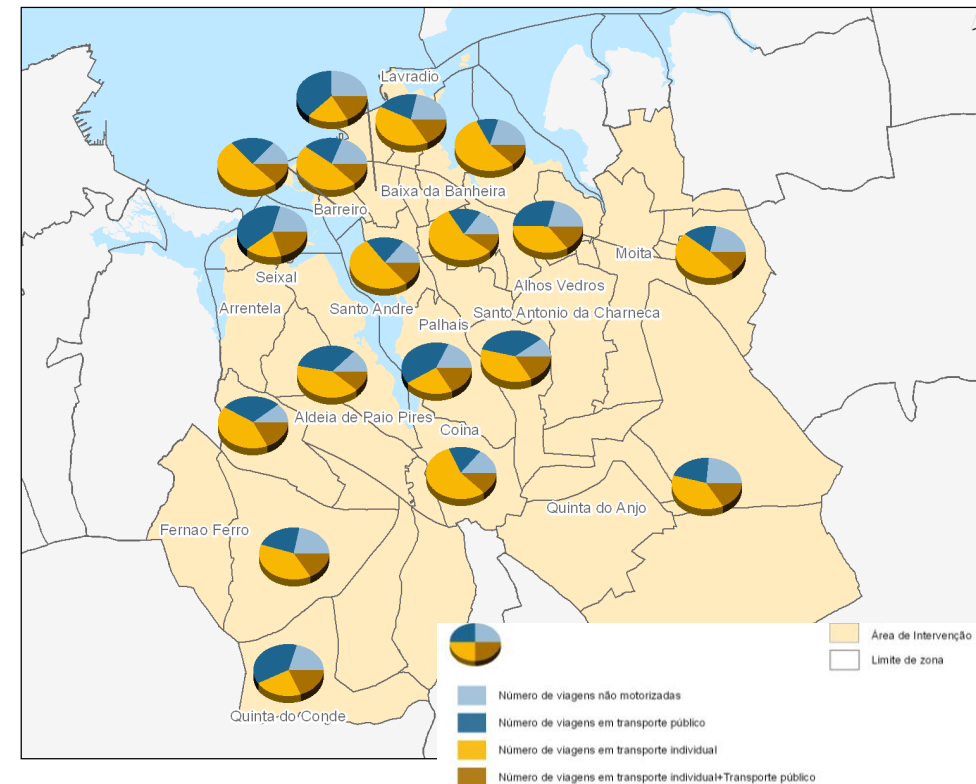 Lavradio
Baixa da Banheira
Barreiro
Moita
Seixal
Alhos Vedros
Arrentela
Santo Andre
Santo Antonio da Charneca
Palhais
Aldeia de Paio Pires
Coina
Quinta do Anjo
Fernao Ferro
Quinta do Conde
Área de Intervenção
Limite de zona
Número de viagens não motorizadas
Número de viagens em transporte público
Número de viagens em transporte individual
Número de viagens em transporte individual+Transporte público